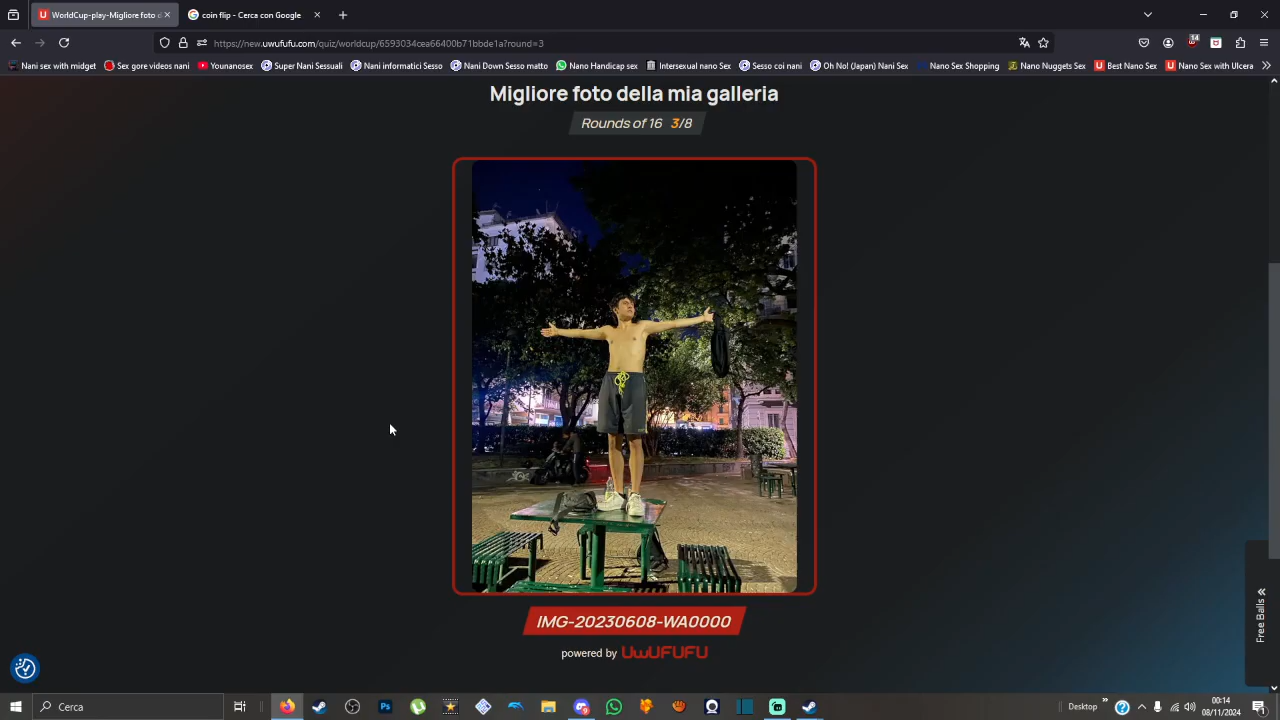 WorldCup-play-Migliore foto d
coin flip - Cerca con Google
https://new.uwufufu.com/quiz/worldcup/6593034cea66400b71bbde1a?round=3
14
Nani sex with midget Sex gore videos nani Younanosex Super Nani Sessuali Nani informatici Sesso Nani Down Sesso matto Nano Handicap sex Intersexual nano Sex Sesso coi nani Oh No! (Japan) Nani Sex Nano Sex Shopping Nano Nuggets Sex Best Nano Sex Nano Sex with Ulcera
Migliore foto della mia galleria
Rounds of 16 3/8
IMG-20230608-WA0000
powered by UwUFUFU
Free Balls
Cerca
Ps
Desktop
00:14
08/11/2024
1